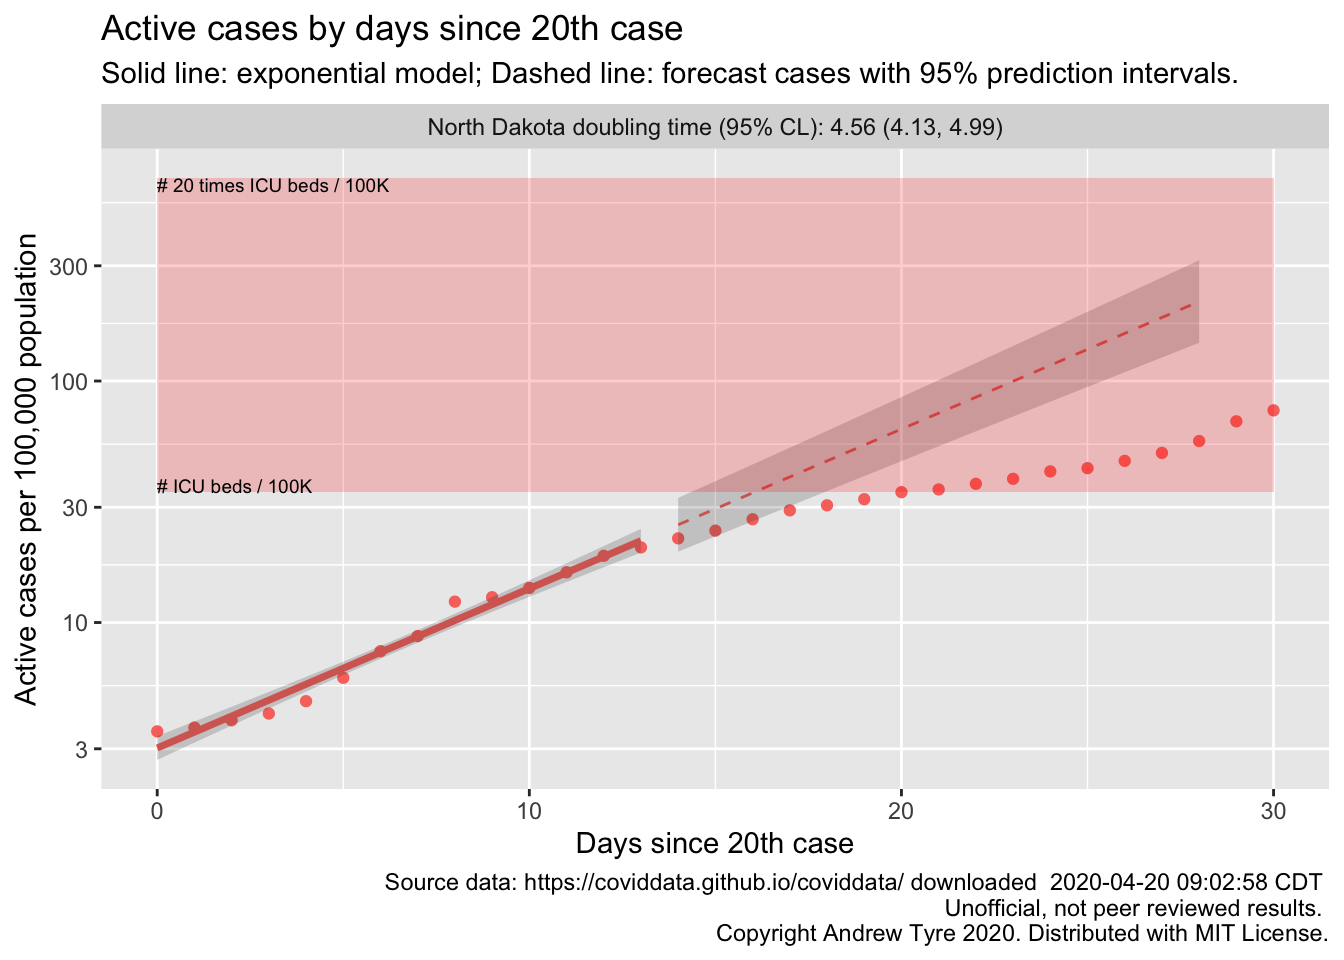 Active cases by days since 20th case
Solid line: exponential model; Dashed line: forecast cases with 95% prediction intervals.
North Dakota doubling time (95% CL): 4.56 (4.13, 4.99)
# 20 times ICU beds / 100K
# ICU beds / 100K
Active cases per 100,000 population
300
100
30
10
3
0
10
20
30
Days since 20th case
Source data: https://coviddata.github.io/coviddata/ downloaded  2020-04-20 09:02:58 CDT
Unofficial, not peer reviewed results.
Copyright Andrew Tyre 2020. Distributed with MIT License.